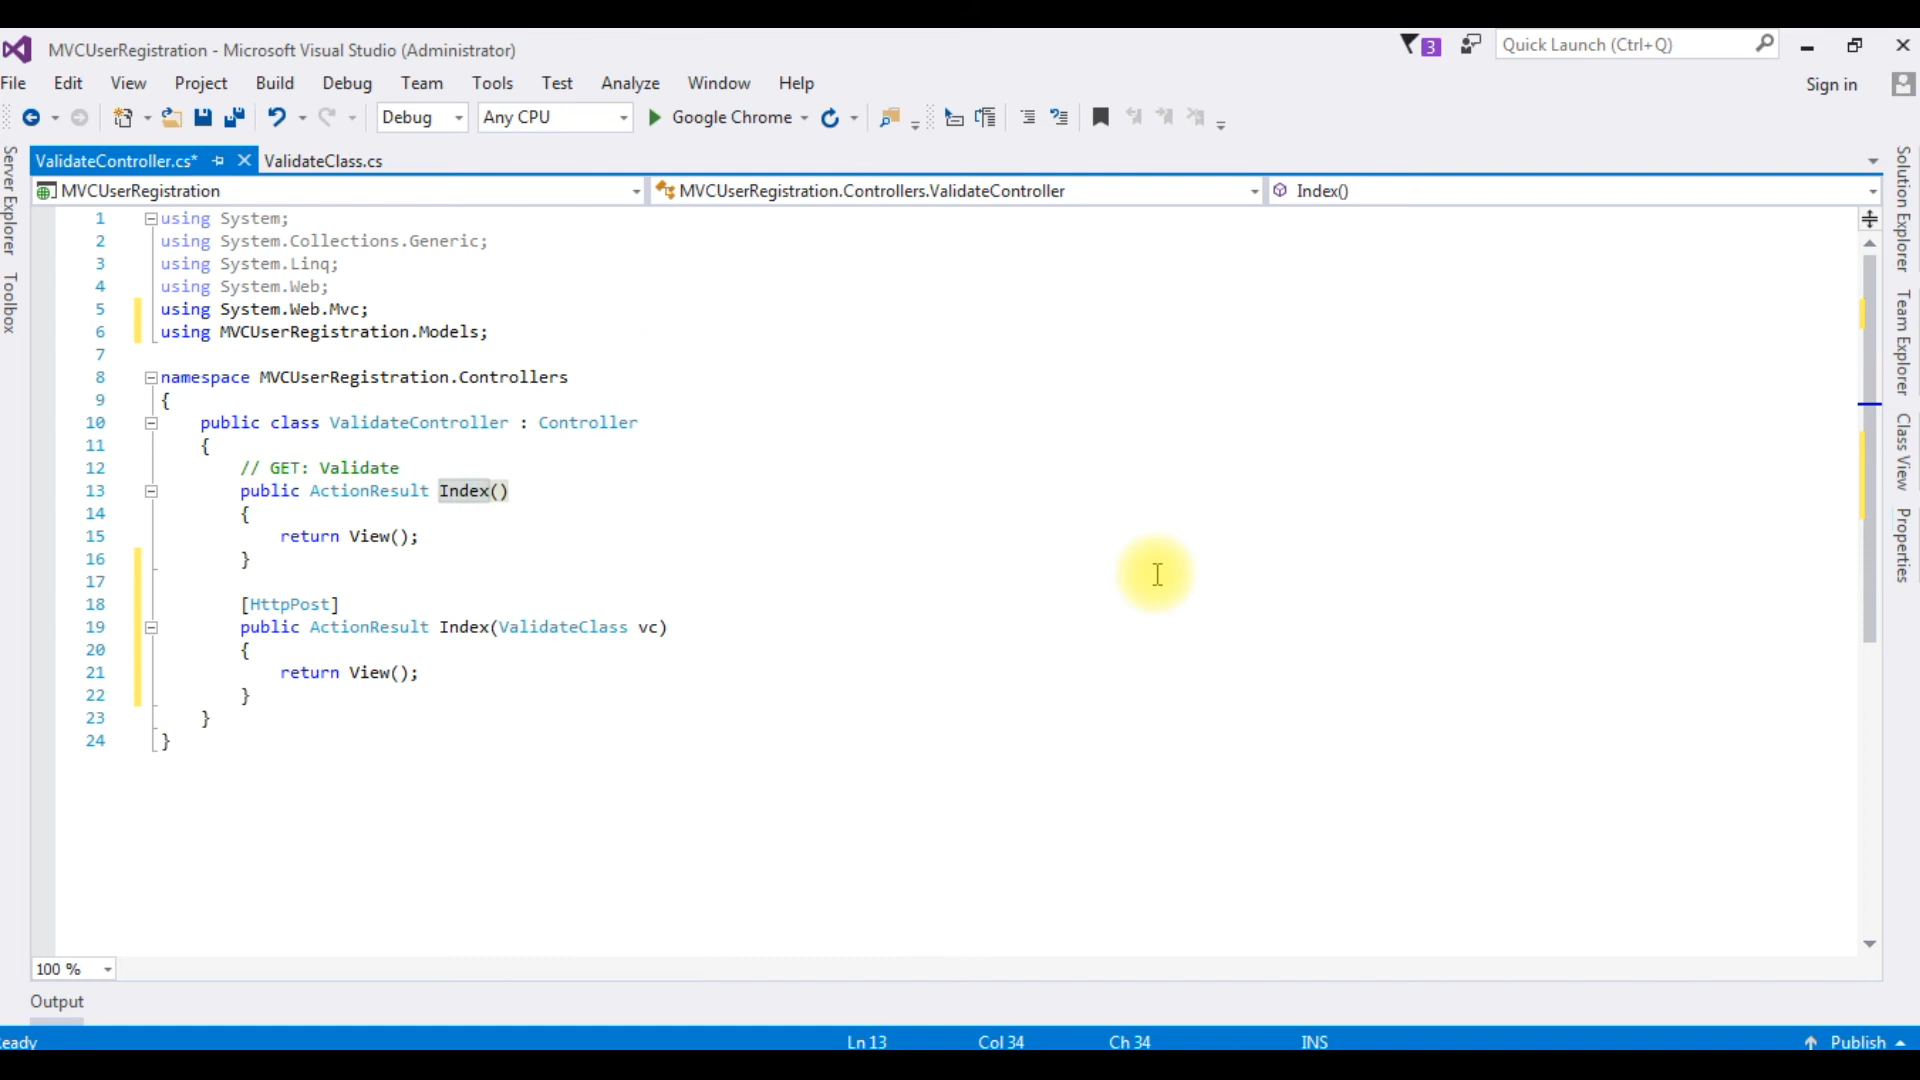 MVCUserRegistration - Microsoft Visual Studio (Administrator)
3
Quick Launch (Ctrl+Q)
File Edit View Project Build Debug Team Tools Test Analyze Window Help
Sign in
Debug Any CPU Google Chrome
ValidateController.cs* ValidateClass.cs
MVCUserRegistration MVCUserRegistration.Controllers.ValidateController Index()
Server Explorer
Toolbox
Solution Explorer
Team Explorer
Class View
Properties
1 using System;
2 using System.Collections.Generic;
3 using System.Linq;
4 using System.Web;
5 using System.Web.Mvc;
6 using MVCUserRegistration.Models;
7
8 namespace MVCUserRegistration.Controllers
9 {
10 public class ValidateController : Controller
11 {
12 // GET: Validate
13 public ActionResult Index()
14 {
15 return View();
16 }
17
18 [HttpPost]
19 public ActionResult Index(ValidateClass vc)
20 {
21 return View();
22 }
23 }
24 }
100 %
Output
eady Ln 13 Col 34 Ch 34 INS Publish